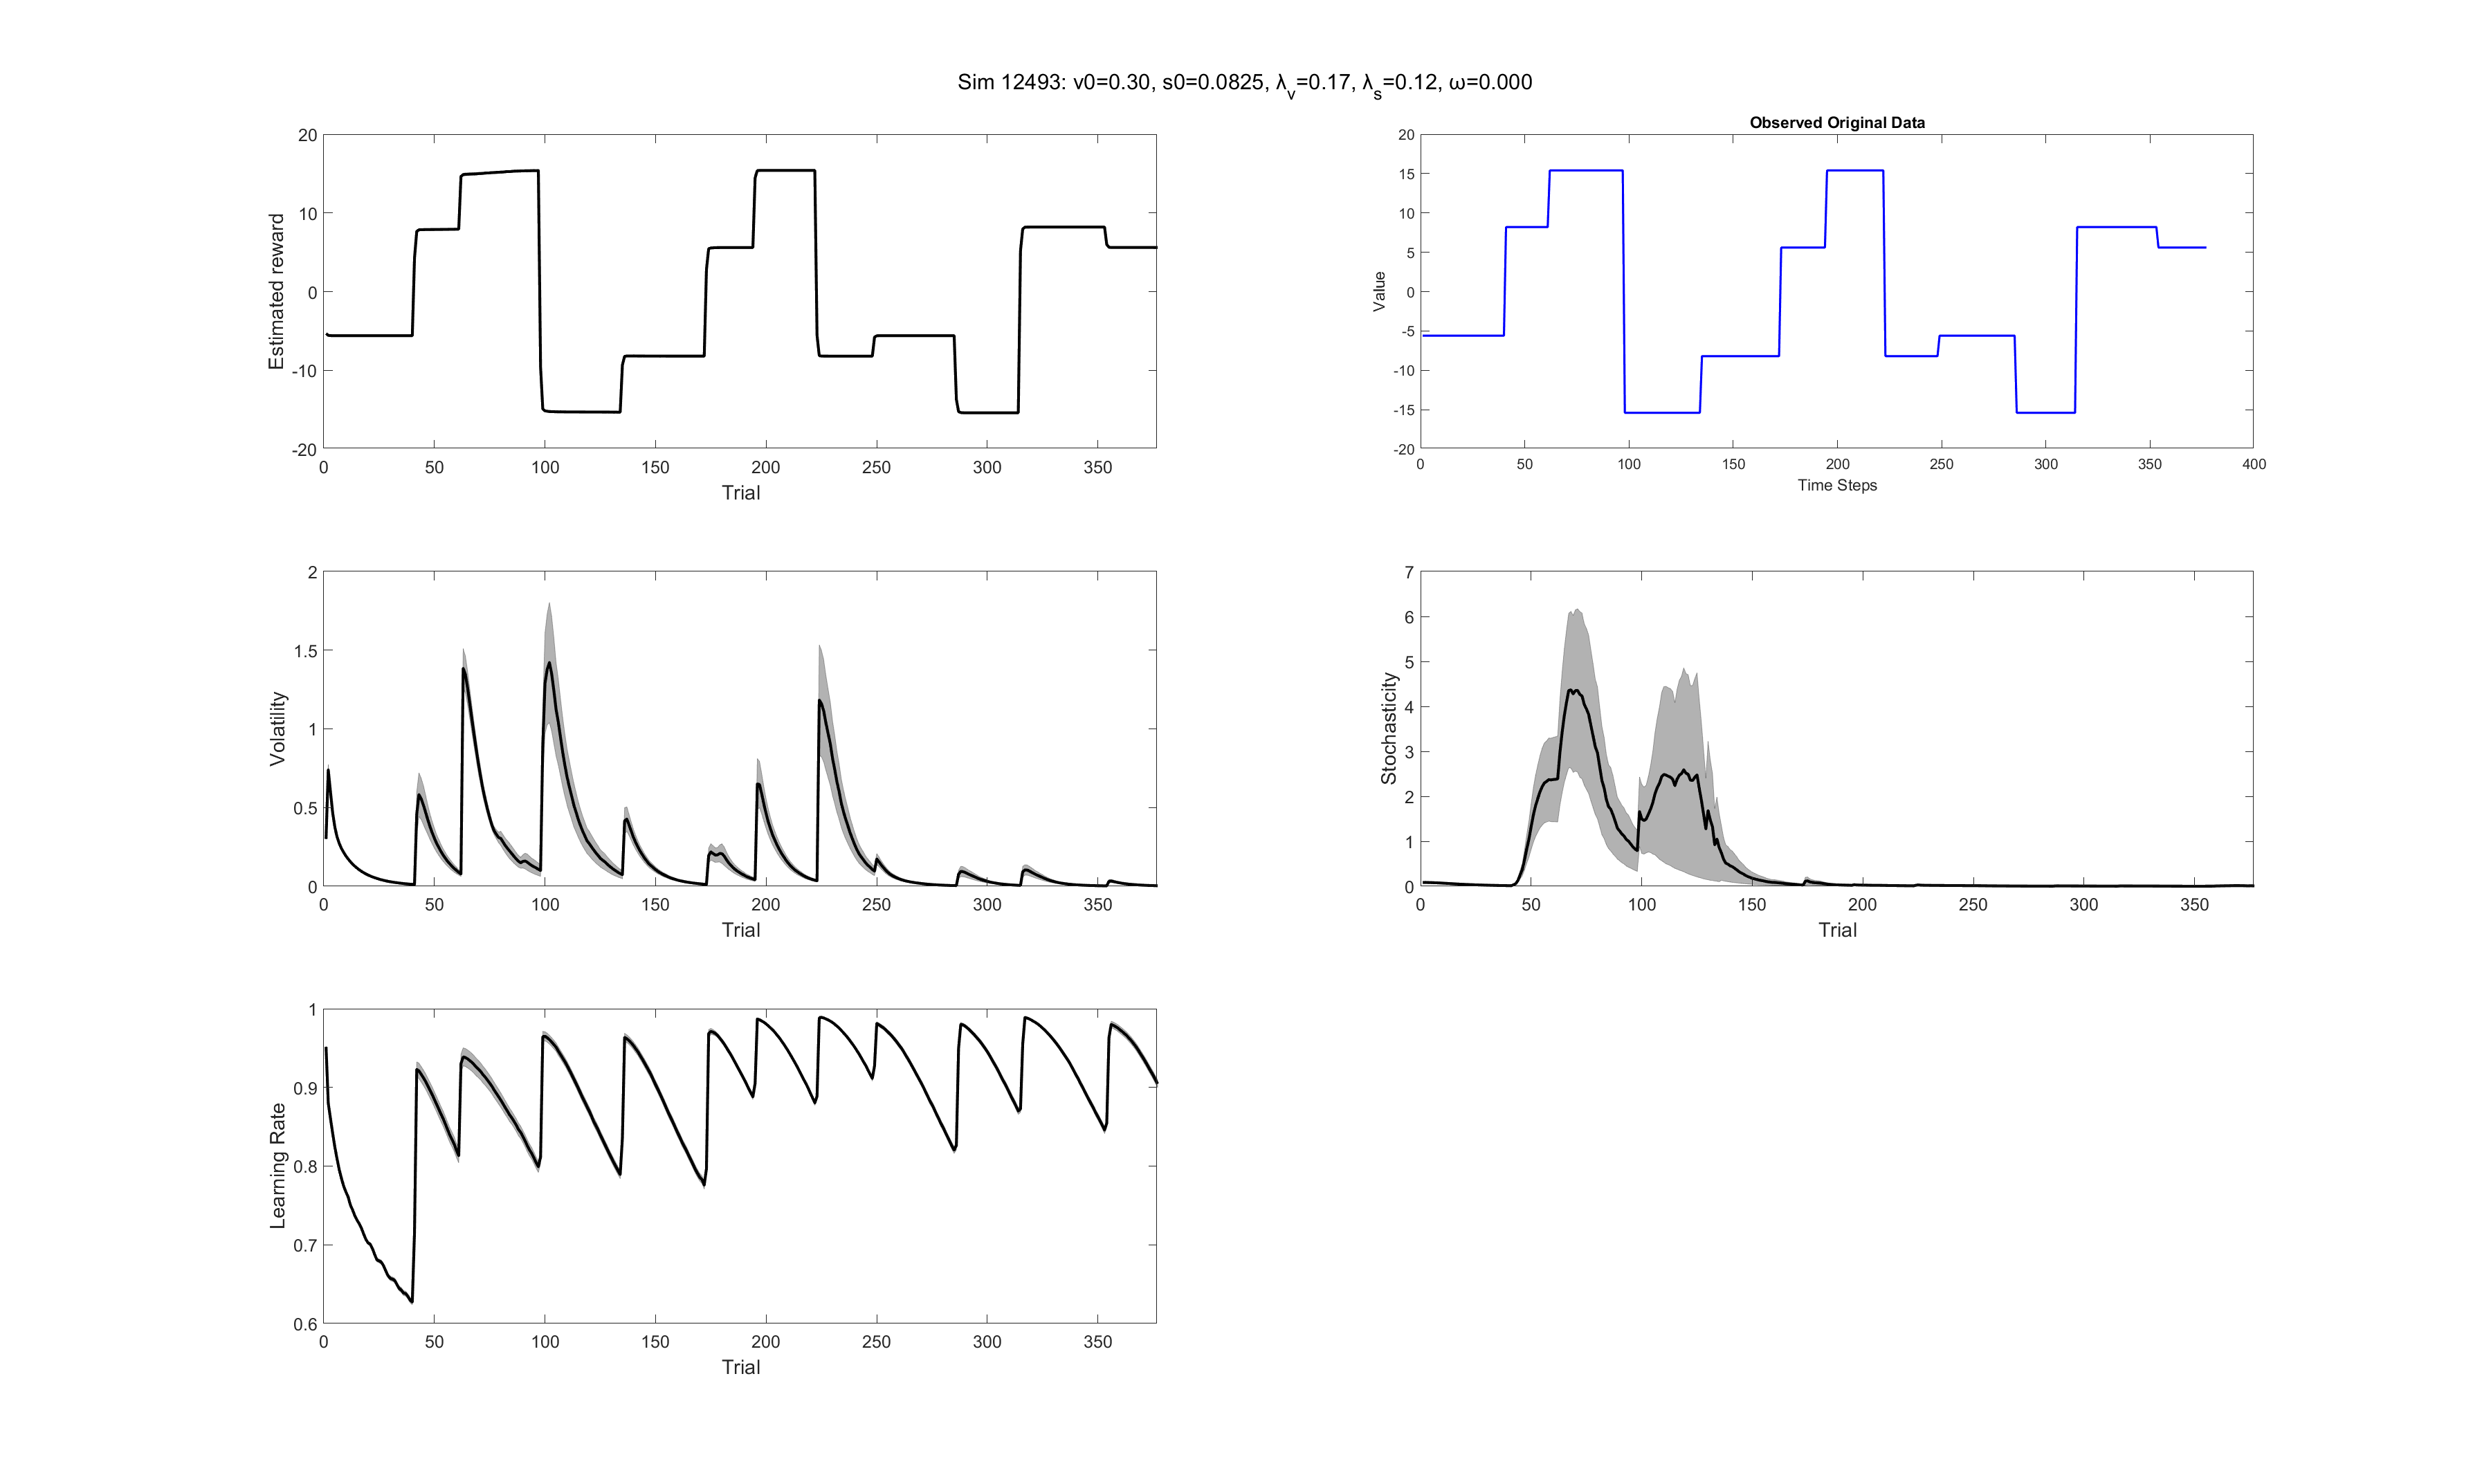 Sim 12493: v0=0.30, s0=0.0825, λv=0.17, λs=0.12, ω=0.000
20
10
0
-10
-20
0 50 100 150 200 250 300 350
Estimated reward
Trial
Observed Original Data
20
15
10
5
0
-5
-10
-15
-20
0 50 100 150 200 250 300 350 400
Value
Time Steps
2
1.5
1
0.5
0
0 50 100 150 200 250 300 350
Volatility
Trial
7
6
5
4
3
2
1
0
0 50 100 150 200 250 300 350
Stochasticity
Trial
1
0.9
0.8
0.7
0.6
0 50 100 150 200 250 300 350
Learning Rate
Trial